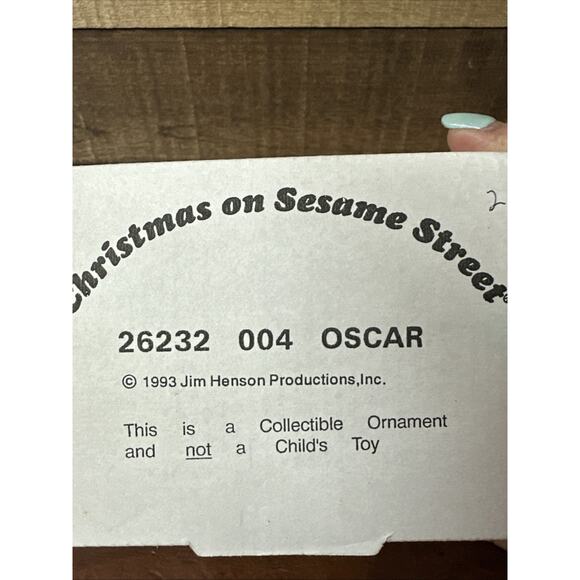 Christmas on Sesame Street®
2
26232 004 OSCAR
© 1993 Jim Henson Productions,Inc.
This is a Collectible Ornament
and not a Child's Toy